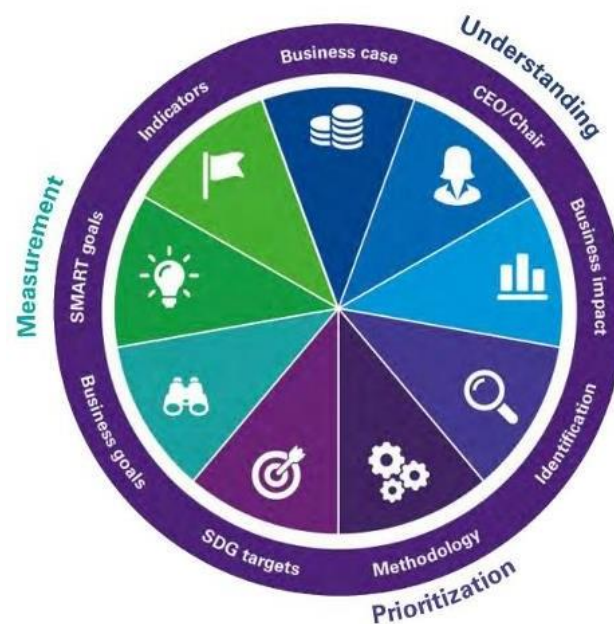 Understanding
Business case
CEO/Chair
Business impact
Identification
Prioritization
Methodology
SDG targets
Measurement
Business goals
SMART goals
Indicators